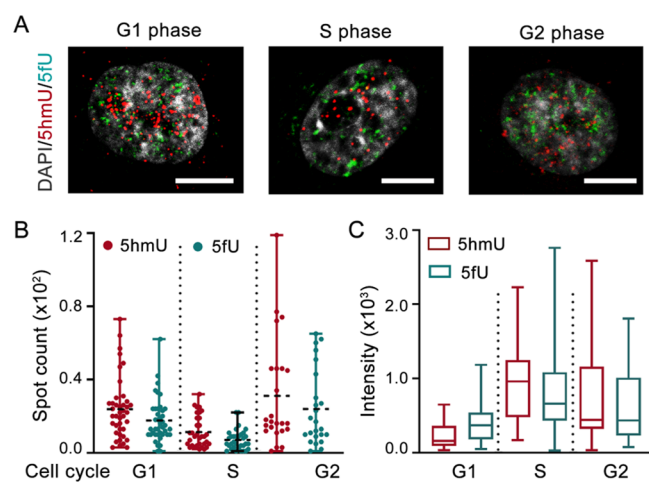 A
G1 phase
S phase
G2 phase
DAPI/5hmU/5fU
B
5hmU
5fU
Spot count (x10²)
1.2
0.8
0.4
0.0
Cell cycle
G1
S
G2
C
5hmU
5fU
Intensity (x10³)
3.0
2.0
1.0
0.0
G1
S
G2